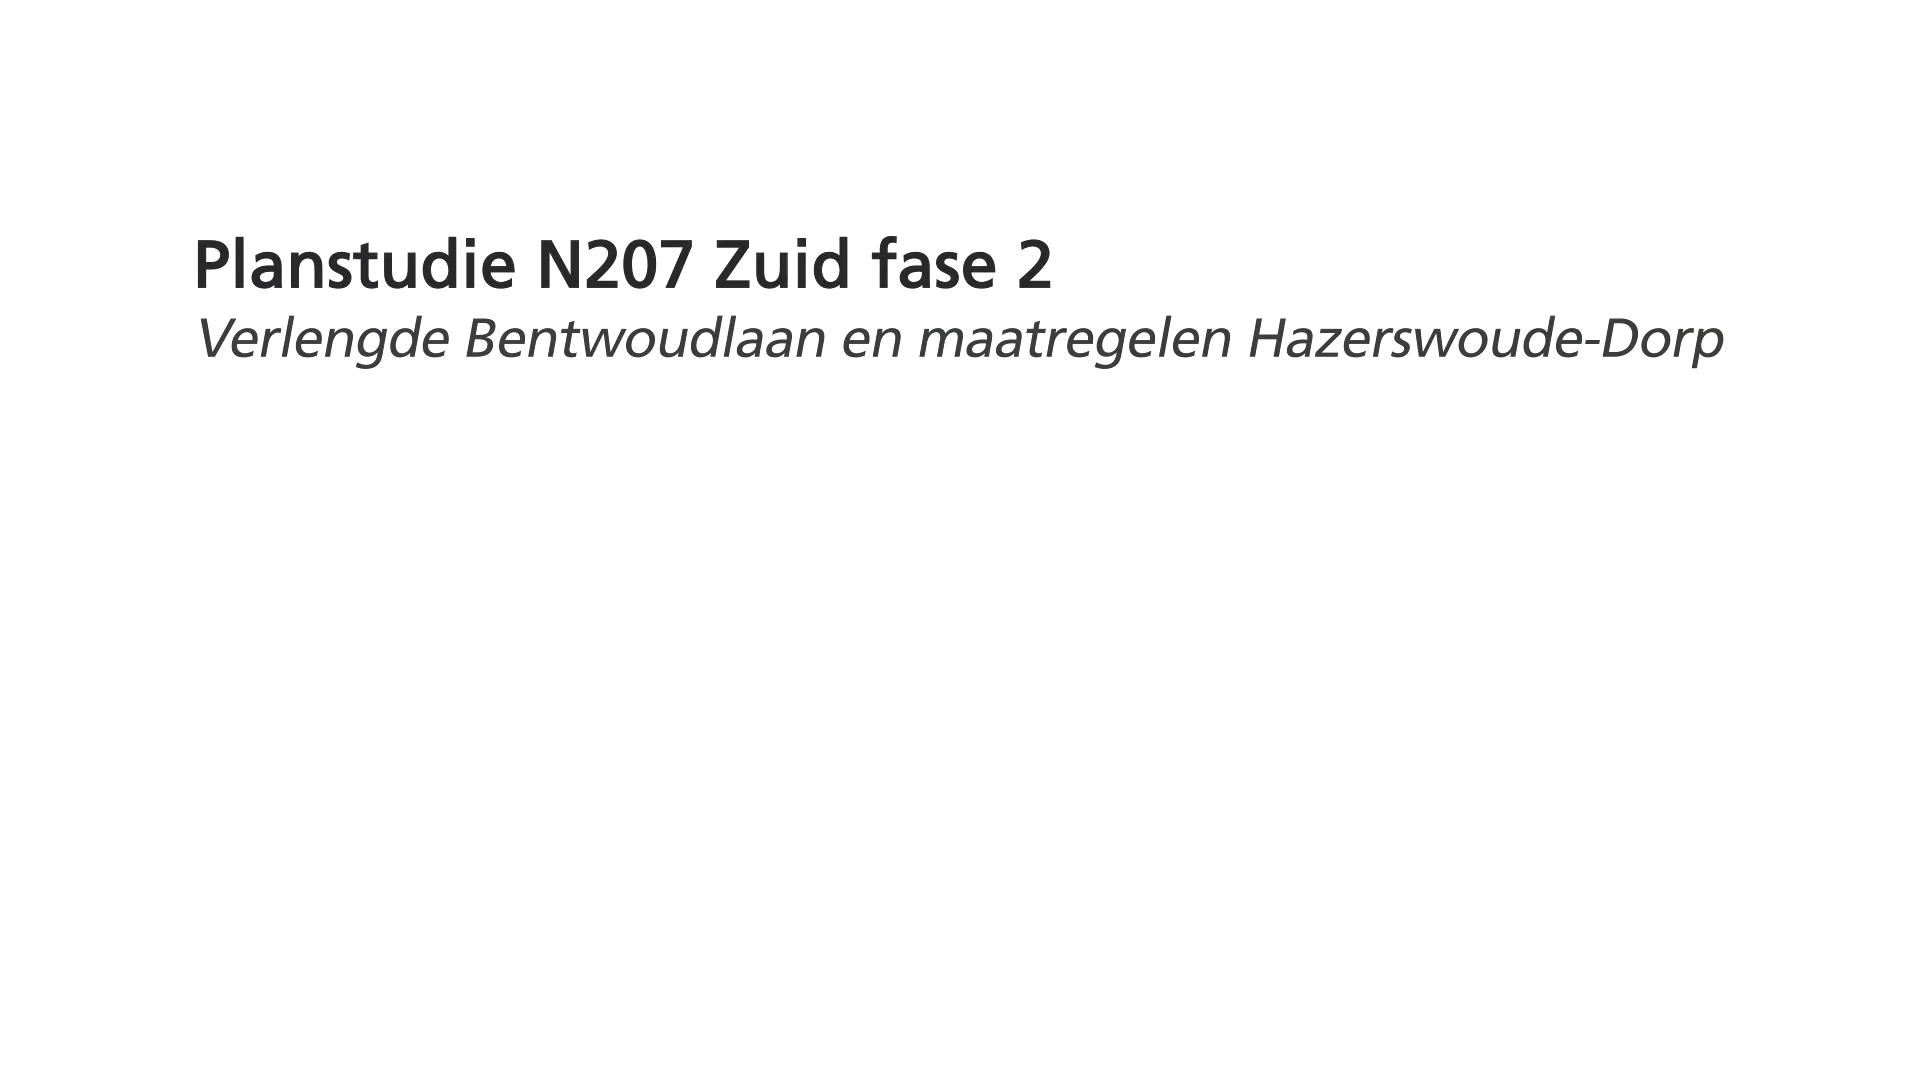 Planstudie N207 Zuid fase 2
Verlengde Bentwoudlaan en maatregelen Hazerswoude-Dorp